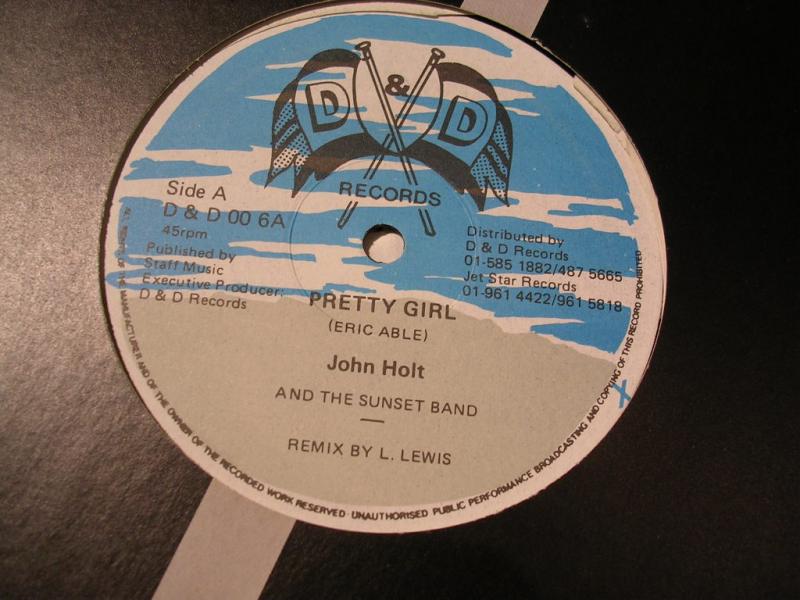 D & D
RECORDS
Side A
D & D 00 6A
45rpm
Published by
Staff Music
Executive Producer:
D & D Records
Distributed by
D & D Records
01-585 1882/487 5665
Jet Star Records
01-961 4422/961 5818
PRETTY GIRL
(ERIC ABLE)
John Holt
AND THE SUNSET BAND
REMIX BY L. LEWIS
ALL RIGHTS OF THE MANUFACTURER AND OF THE OWNER OF THE RECORDED WORK RESERVED · UNAUTHORISED PUBLIC PERFORMANCE BROADCASTING AND COPYING OF THIS RECORD PROHIBITED